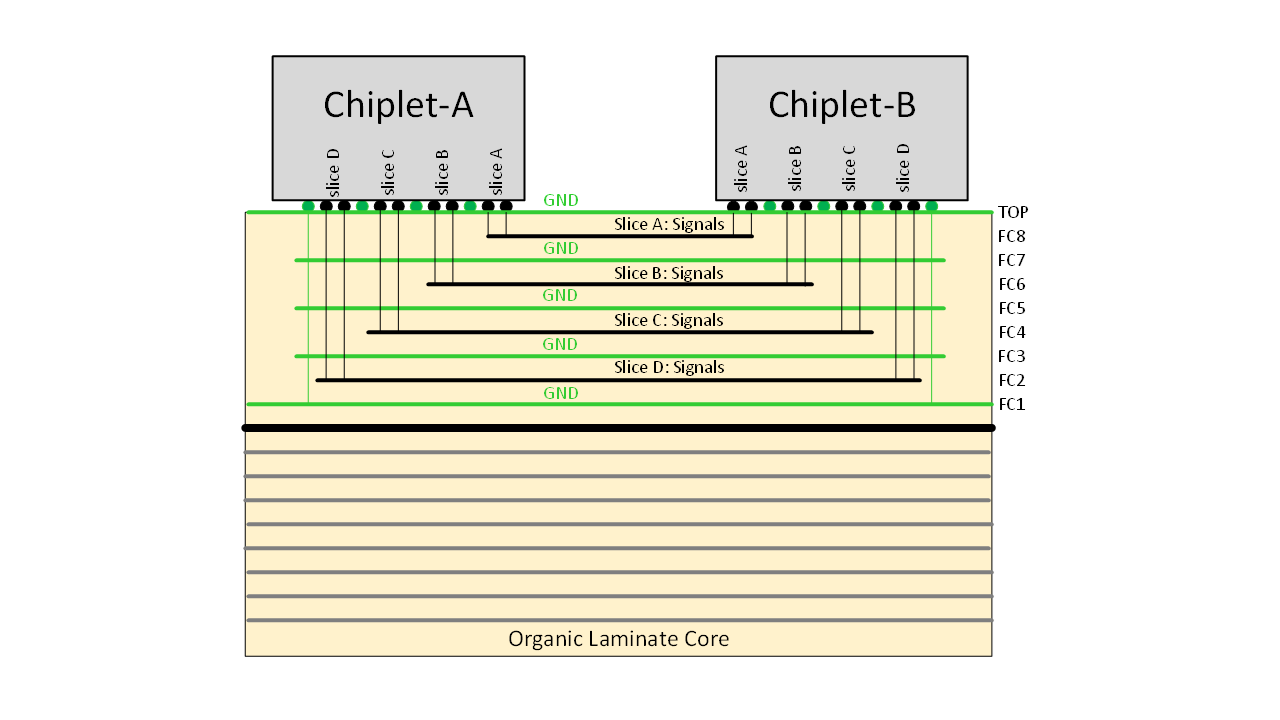 Chiplet-A
Chiplet-B
slice D
slice C
slice B
slice A
slice A
slice B
slice C
slice D
GND
TOP
Slice A: Signals
FC8
GND
FC7
Slice B: Signals
FC6
GND
FC5
Slice C: Signals
FC4
GND
FC3
Slice D: Signals
FC2
GND
FC1
Organic Laminate Core